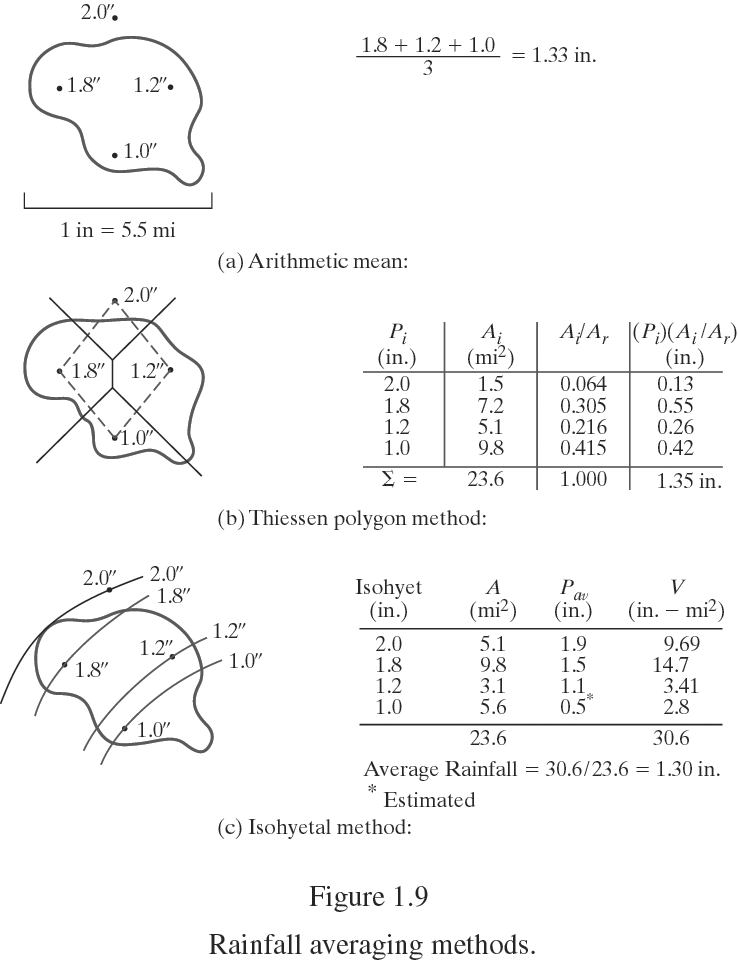 2.0″
1.8″ 1.2″
1.0″
1.8 + 1.2 + 1.0
3
= 1.33 in.
1 in = 5.5 mi
(a) Arithmetic mean:
2.0″
1.8″ 1.2″
1.0″
Pi Ai Ai/Ar (Pi)(Ai/Ar)
(in.) (mi²) (in.)
2.0 1.5 0.064 0.13
1.8 7.2 0.305 0.55
1.2 5.1 0.216 0.26
1.0 9.8 0.415 0.42
Σ = 23.6 1.000 1.35 in.
(b) Thiessen polygon method:
2.0″ 2.0″
1.8″
1.2″
1.2″
1.0″
1.8″
1.0″
Isohyet A Pav V
(in.) (mi²) (in.) (in. − mi²)
2.0 5.1 1.9 9.69
1.8 9.8 1.5 14.7
1.2 3.1 1.1 3.41
1.0 5.6 0.5* 2.8
23.6 30.6
Average Rainfall = 30.6/23.6 = 1.30 in.
* Estimated
(c) Isohyetal method:
Figure 1.9
Rainfall averaging methods.